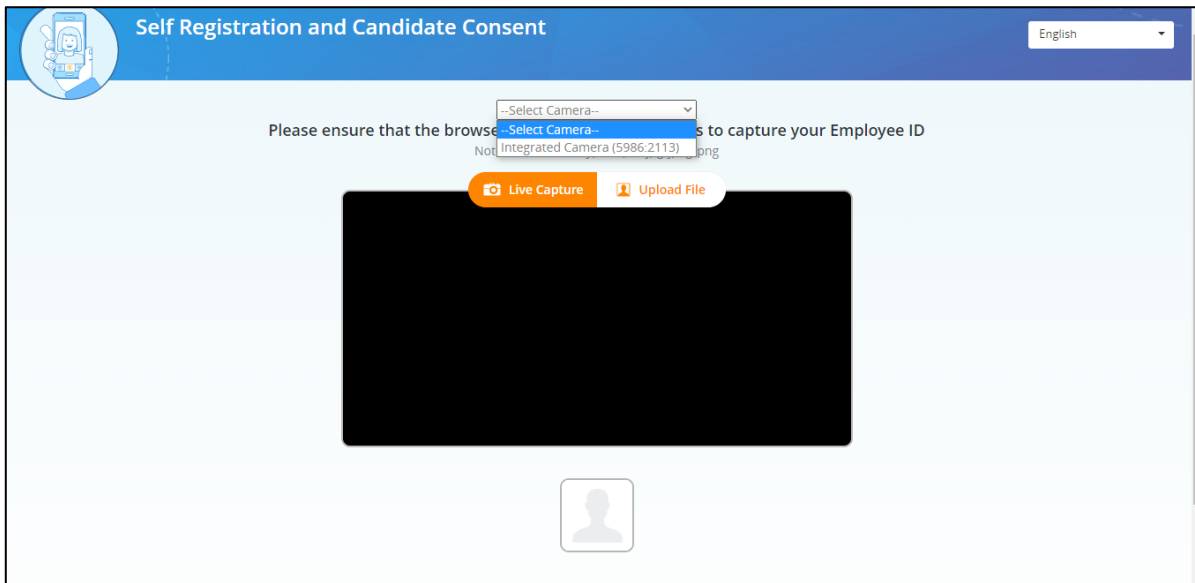 Self Registration and Candidate Consent
English
--Select Camera--
Please ensure that the brows
--Select Camera--
s to capture your Employee ID
Not
Integrated Camera (5986:2113)
png
Live Capture
Upload File